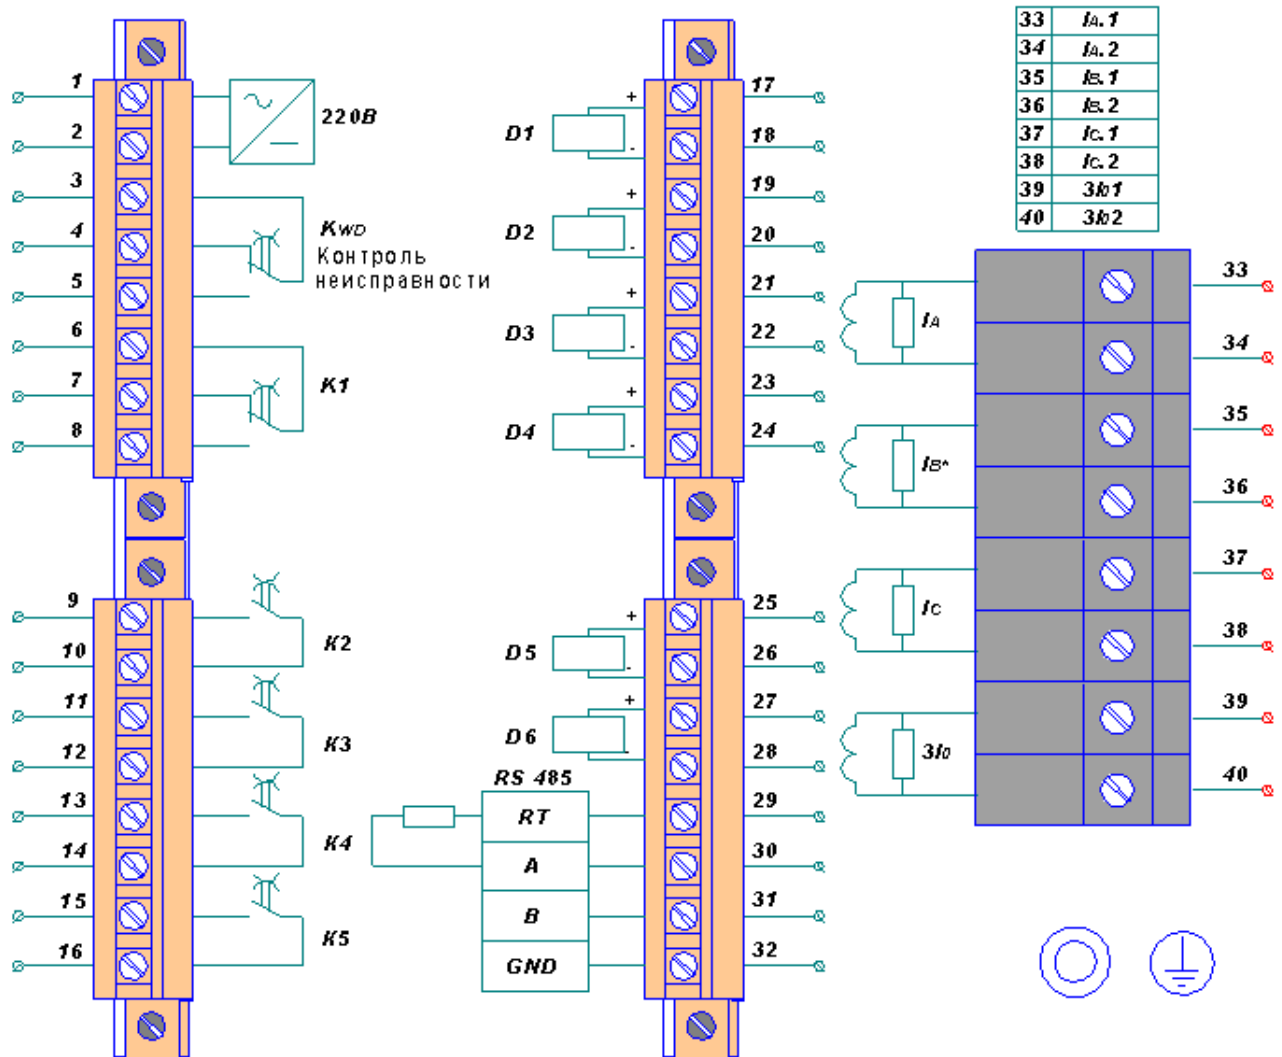 33 IA.1
34 IA.2
35 IB.1
36 IB.2
37 IC.1
38 IC.2
39 3I01
40 3I02
1
2
220В
3
4
5
KWD
Контроль
неисправности
6
7
8
K1
9
10
K2
11
12
K3
13
14
K4
15
16
K5
+
D1
-
17
18
+
D2
-
19
20
+
D3
-
21
22
+
D4
-
23
24
+
D5
-
25
26
+
D6
-
27
28
RS 485
RT
29
A
30
B
31
GND
32
IA
33
34
IB*
35
36
IC
37
38
3I0
39
40